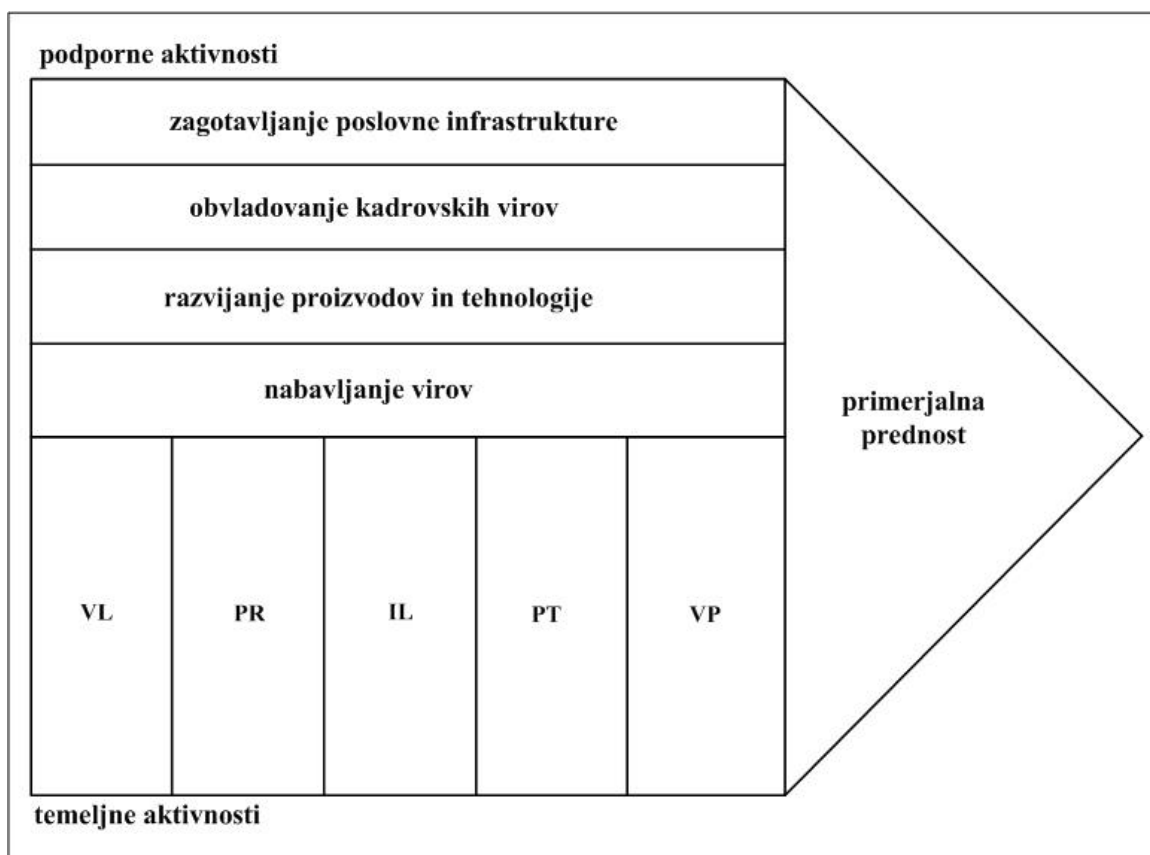 podporne aktivnosti
zagotavljanje poslovne infrastrukture
obvladovanje kadrovskih virov
razvijanje proizvodov in tehnologije
nabavljanje virov
primerjalna
prednost
VL
PR
IL
PT
VP
temeljne aktivnosti